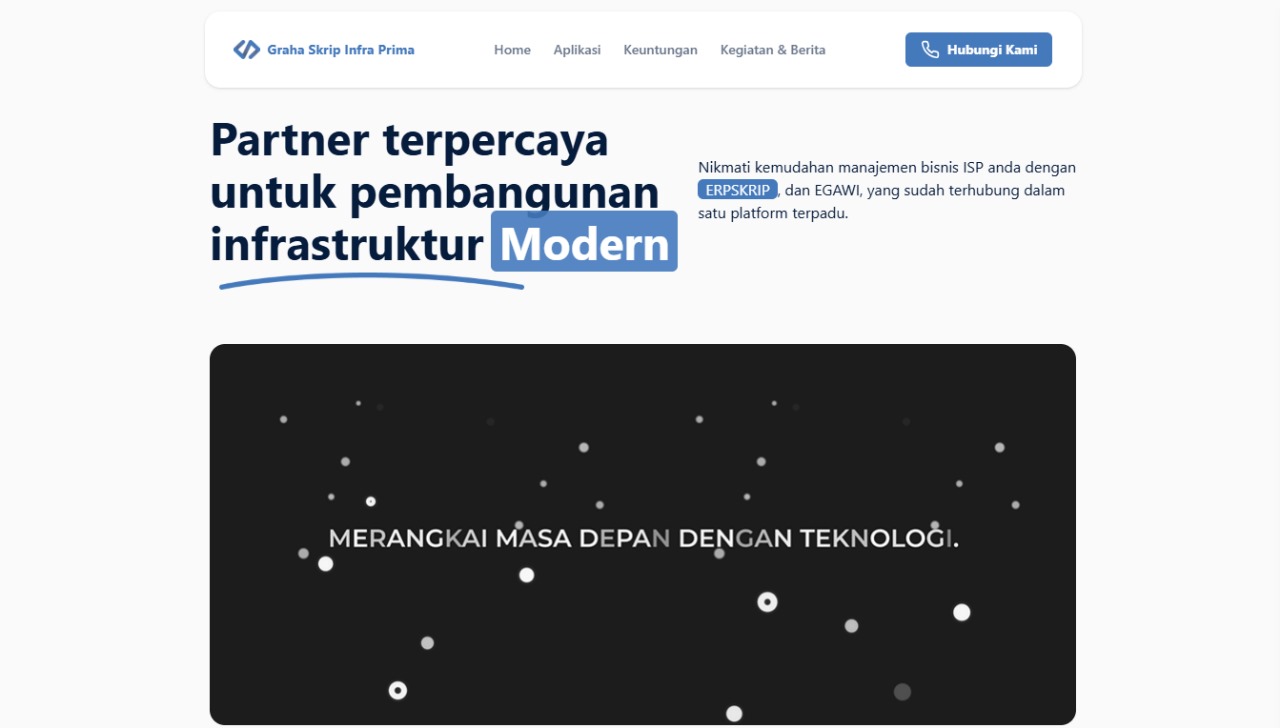 Graha Skrip Infra Prima
Home
Aplikasi
Keuntungan
Kegiatan & Berita
Hubungi Kami
Partner terpercaya
untuk pembangunan
infrastruktur Modern
Nikmati kemudahan manajemen bisnis ISP anda dengan
ERPSKRIP, dan EGAWI, yang sudah terhubung dalam
satu platform terpadu.
MERANGKAI MASA DEPAN DENGAN TEKNOLOGI.